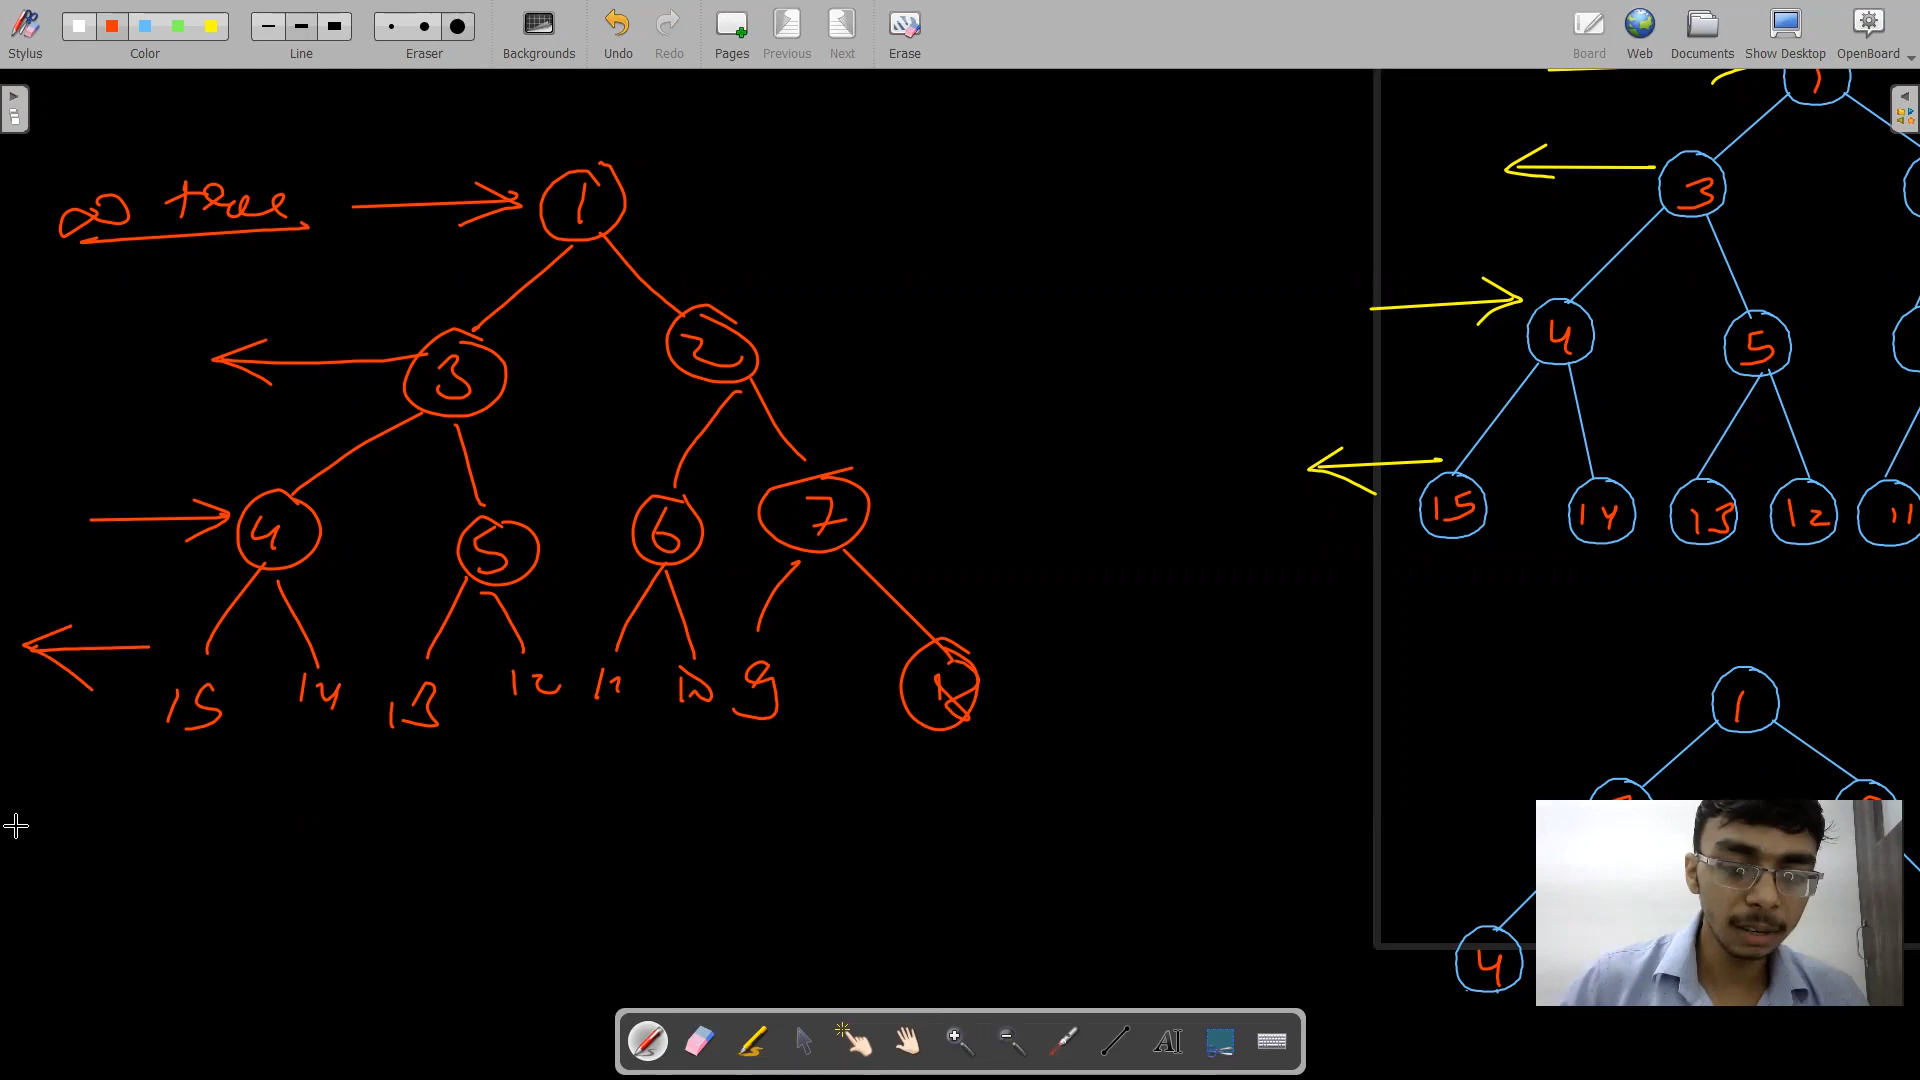 Stylus
Color
Line
Eraser
Backgrounds
Undo
Redo
Pages
Previous
Next
Erase
Board
Web
Documents
Show Desktop
OpenBoard
∞ tree
1
3 2
4 5 6 7
15 14 13 12 11 10 9
1
3
4 5
15 14 13 12 11
1
4